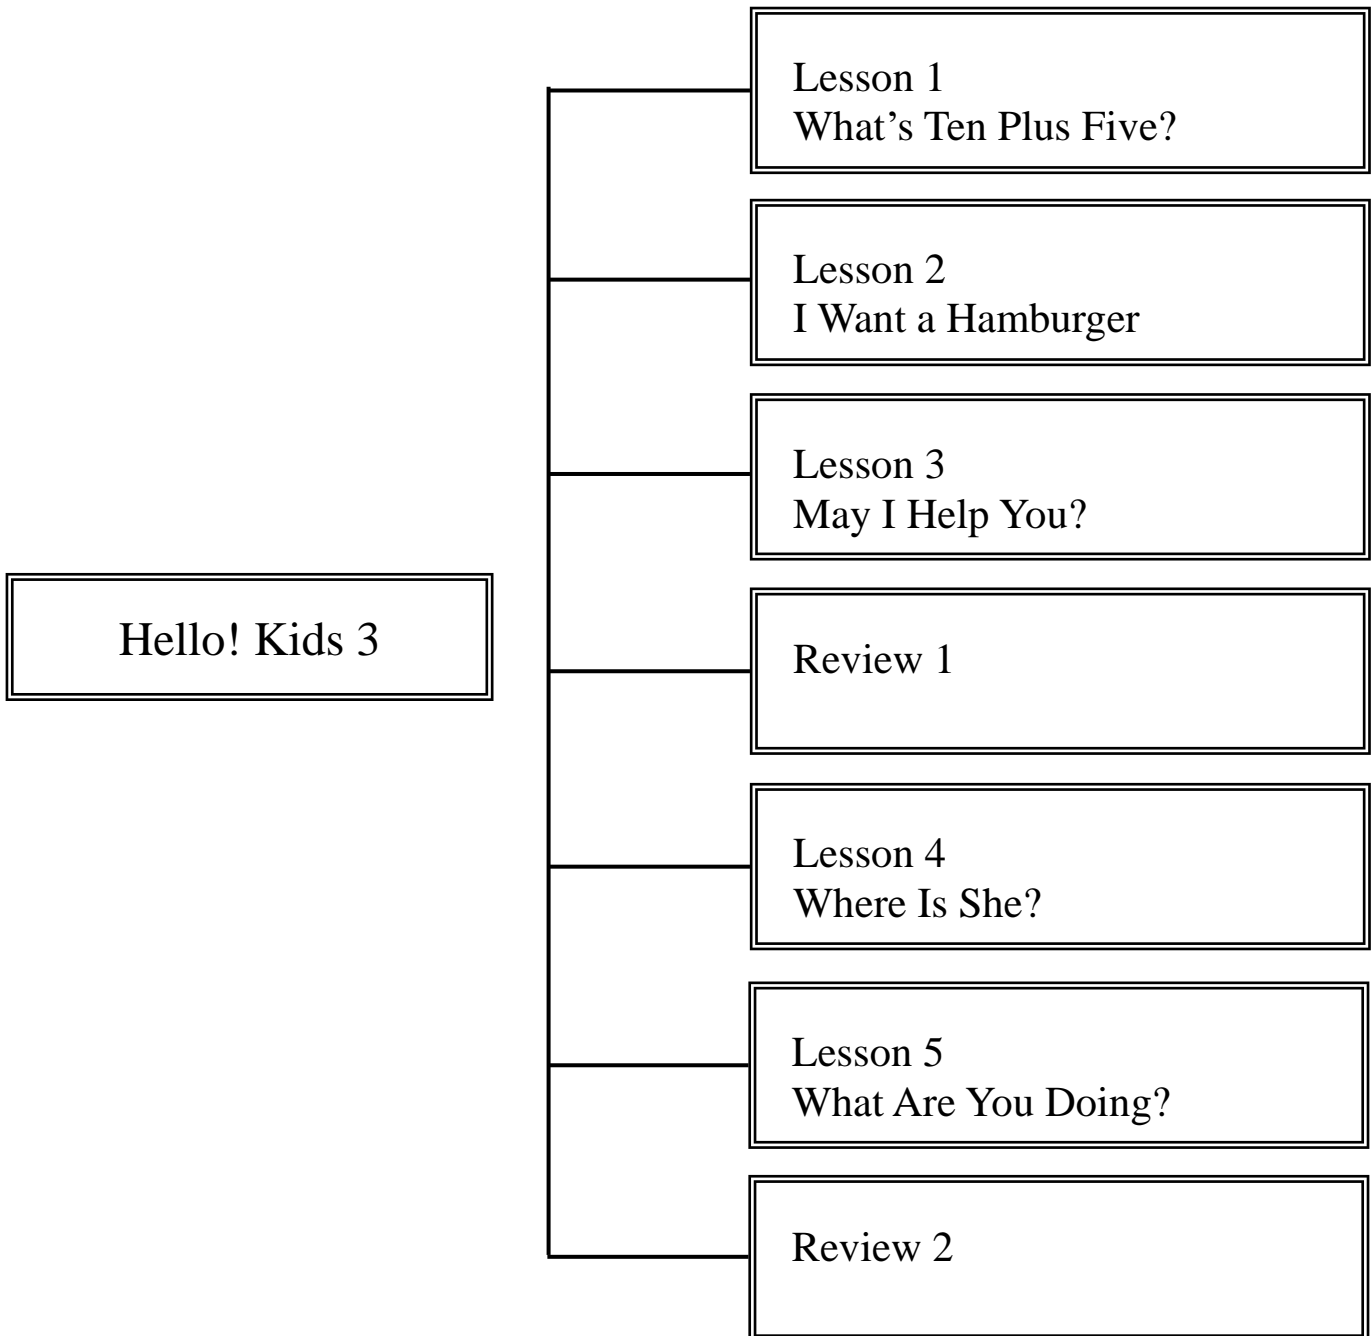 Hello! Kids 3
Lesson 1
What’s Ten Plus Five?
Lesson 2
I Want a Hamburger
Lesson 3
May I Help You?
Review 1
Lesson 4
Where Is She?
Lesson 5
What Are You Doing?
Review 2